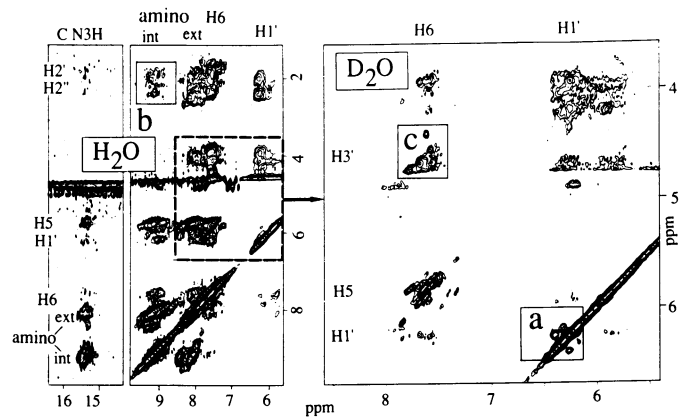 amino H6
C N3H int ext H1'
H6 H1'
H2'
H2"
b
2
D₂O
4
H₂O
4
c
H3'
5
ppm
H5
H1'
6
H5
H6
ext
amino
int
8
H1'
a
6
16 15 9 8 7 6 ppm 8 7 6